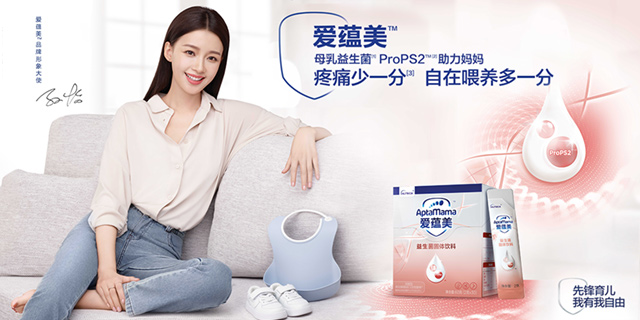 爱蕴美™
品牌形象大使
爱蕴美™
母乳益生菌[1] ProPS2™[2] 助力妈妈
疼痛少一分[3] 自在喂养多一分
ProPS2
AptaMama
爱蕴美
益生菌固体饮料
爱蕴美
先锋育儿
我有我自由